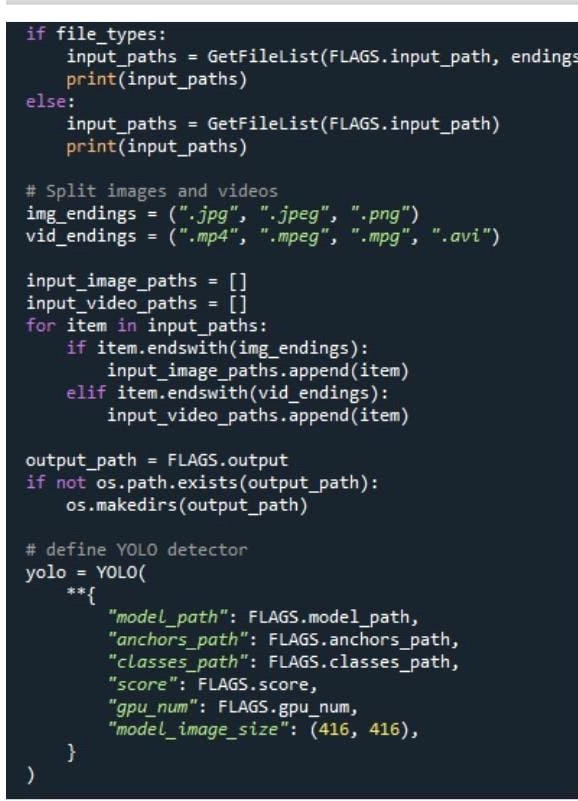 if file_types:
    input_paths = GetFileList(FLAGS.input_path, endings
    print(input_paths)
else:
    input_paths = GetFileList(FLAGS.input_path)
    print(input_paths)

# Split images and videos
img_endings = (".jpg", ".jpeg", ".png")
vid_endings = (".mp4", ".mpeg", ".mpg", ".avi")

input_image_paths = []
input_video_paths = []
for item in input_paths:
    if item.endswith(img_endings):
        input_image_paths.append(item)
    elif item.endswith(vid_endings):
        input_video_paths.append(item)

output_path = FLAGS.output
if not os.path.exists(output_path):
    os.makedirs(output_path)

# define YOLO detector
yolo = YOLO(
    **{
        "model_path": FLAGS.model_path,
        "anchors_path": FLAGS.anchors_path,
        "classes_path": FLAGS.classes_path,
        "score": FLAGS.score,
        "gpu_num": FLAGS.gpu_num,
        "model_image_size": (416, 416),
    }
)